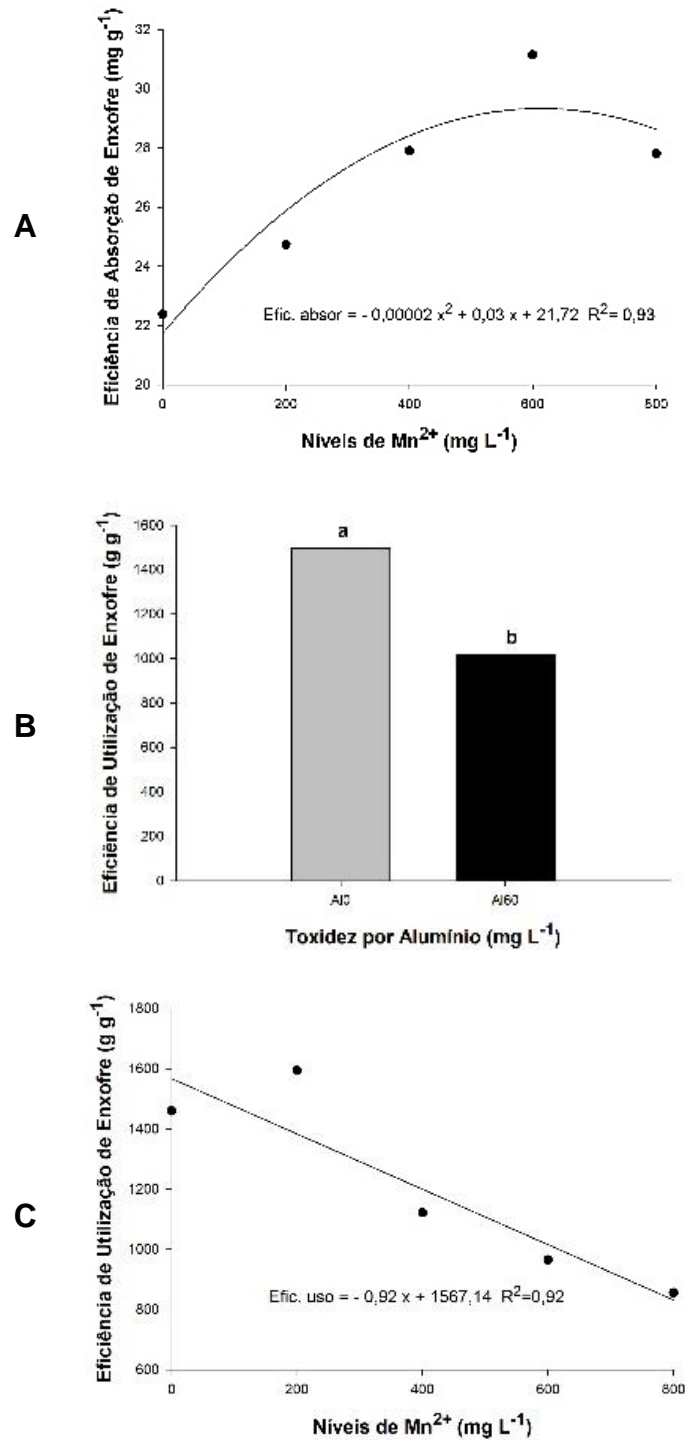 A
Eficiência de Absorção de Enxofre (mg g-1)
32
30
28
26
24
22
20
Efic. absor = - 0,00002 x2 + 0,03 x + 21,72 R2= 0,93
0 200 400 600 800
Níveis de Mn2+ (mg L-1)
B
Eficiência de Utilização de Enxofre (g g-1)
1600
1400
1200
1000
800
600
400
200
0
a
b
Al0 Al60
Toxidez por Alumínio (mg L-1)
C
Eficiência de Utilização de Enxofre (g g-1)
1800
1600
1400
1200
1000
800
600
Efic. uso = - 0,92 x + 1567,14 R2=0,92
0 200 400 600 800
Níveis de Mn2+ (mg L-1)